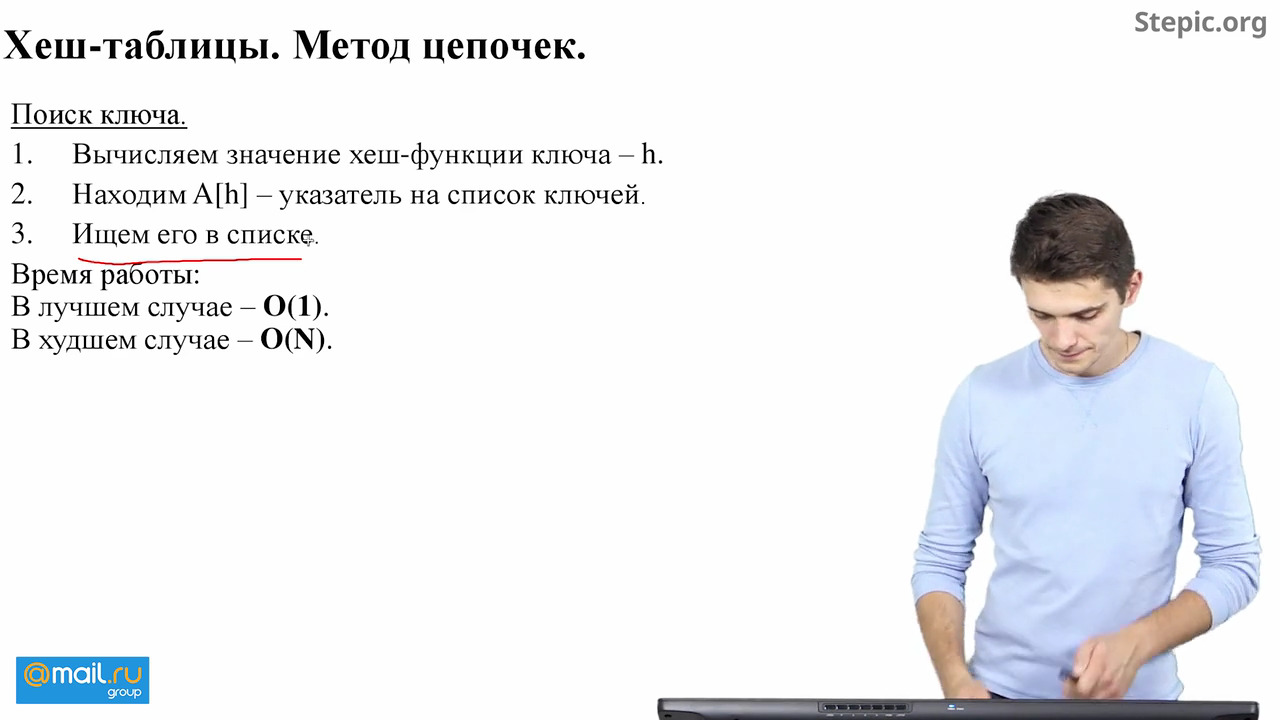 Stepic.org
Хеш-таблицы. Метод цепочек.
Поиск ключа.
1. Вычисляем значение хеш-функции ключа – h.
2. Находим A[h] – указатель на список ключей.
3. Ищем его в списке.
Время работы:
В лучшем случае – O(1).
В худшем случае – O(N).
@mail.ru
group